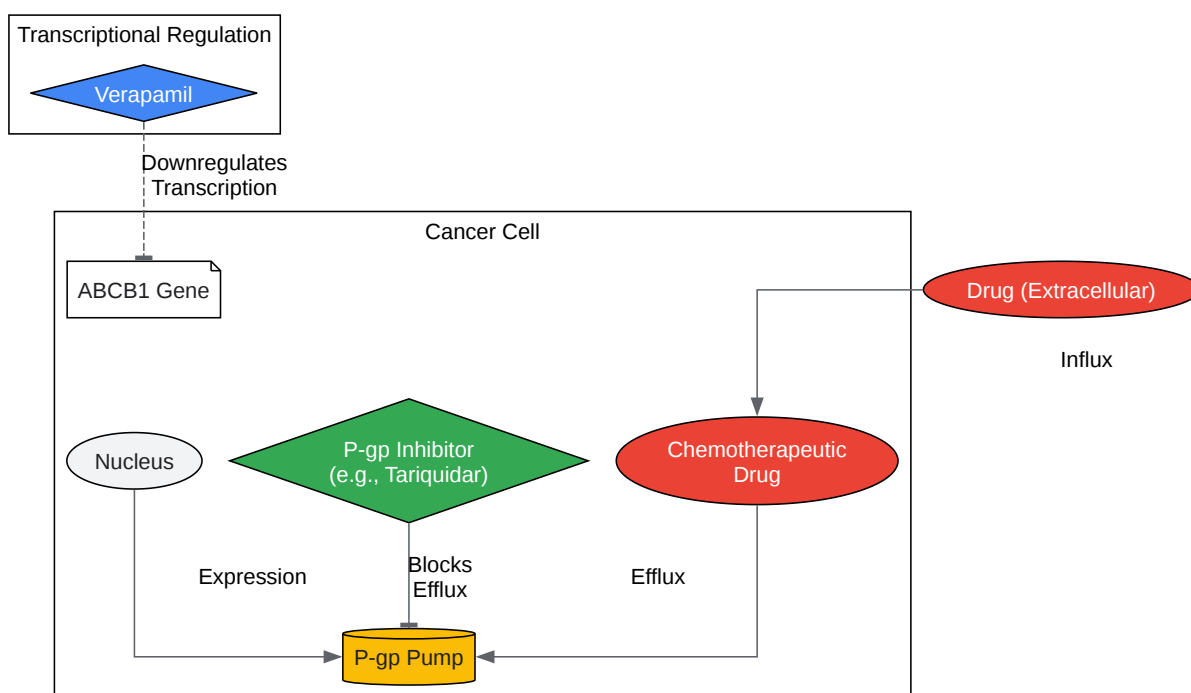 Transcriptional Regulation
Verapamil
Downregulates
Transcription
Cancer Cell
ABCB1 Gene
Drug (Extracellular)
Influx
Nucleus
P-gp Inhibitor
(e.g., Tariquidar)
Chemotherapeutic
Drug
Expression
Blocks
Efflux
Efflux
P-gp Pump